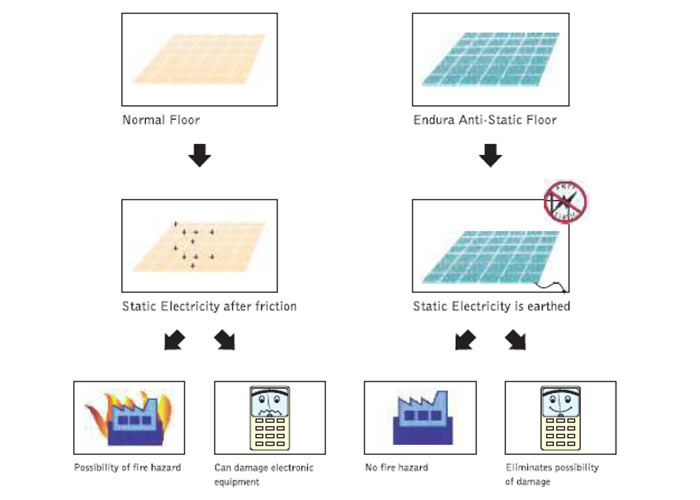 Normal Floor
Endura Anti-Static Floor
Static Electricity after friction
Static Electricity is earthed
Possibility of fire hazard
Can damage electronic
equipment
No fire hazard
Eliminates possibility
of damage